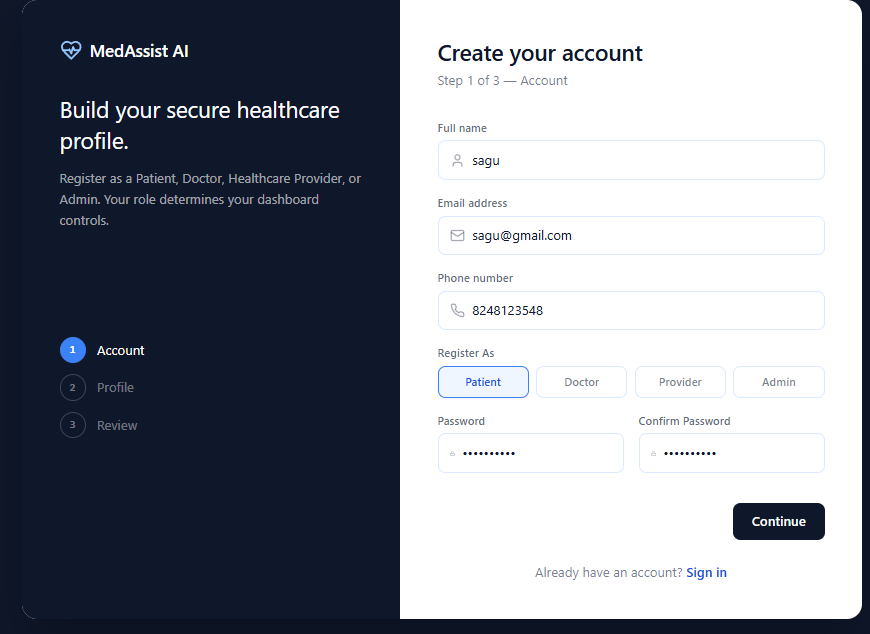 MedAssist AI
Build your secure healthcare
profile.
Register as a Patient, Doctor, Healthcare Provider, or
Admin. Your role determines your dashboard
controls.
1 Account
2 Profile
3 Review
Create your account
Step 1 of 3 — Account
Full name
sagu
Email address
sagu@gmail.com
Phone number
8248123548
Register As
Patient Doctor Provider Admin
Password Confirm Password
•••••••••• ••••••••••
Continue
Already have an account? Sign in